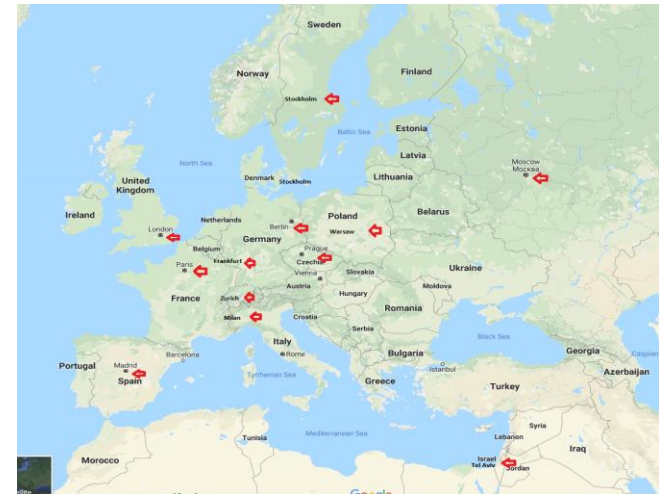 Sweden
Norway
Finland
Stockholm
Baltic Sea
Estonia
Latvia
Moscow
Москва
North Sea
Denmark
Stockholm
Lithuania
United
Kingdom
Ireland
Netherlands
London
Berlin
Poland
Warsaw
Belarus
Germany
Belgium
Frankfurt
Prague
Czechia
Paris
Vienna
Slovakia
Ukraine
Austria
Hungary
Moldova
France
Zurich
Milan
Croatia
Romania
Serbia
Italy
Black Sea
Portugal
Madrid
Spain
Barcelona
Rome
Bulgaria
Istanbul
Georgia
Caspian
Azerbaijan
Tyrrhenian Sea
Greece
Turkey
Tunisia
Mediterranean Sea
Syria
Lebanon
Iraq
Morocco
Israel
Tel Aviv
Jordan
Google